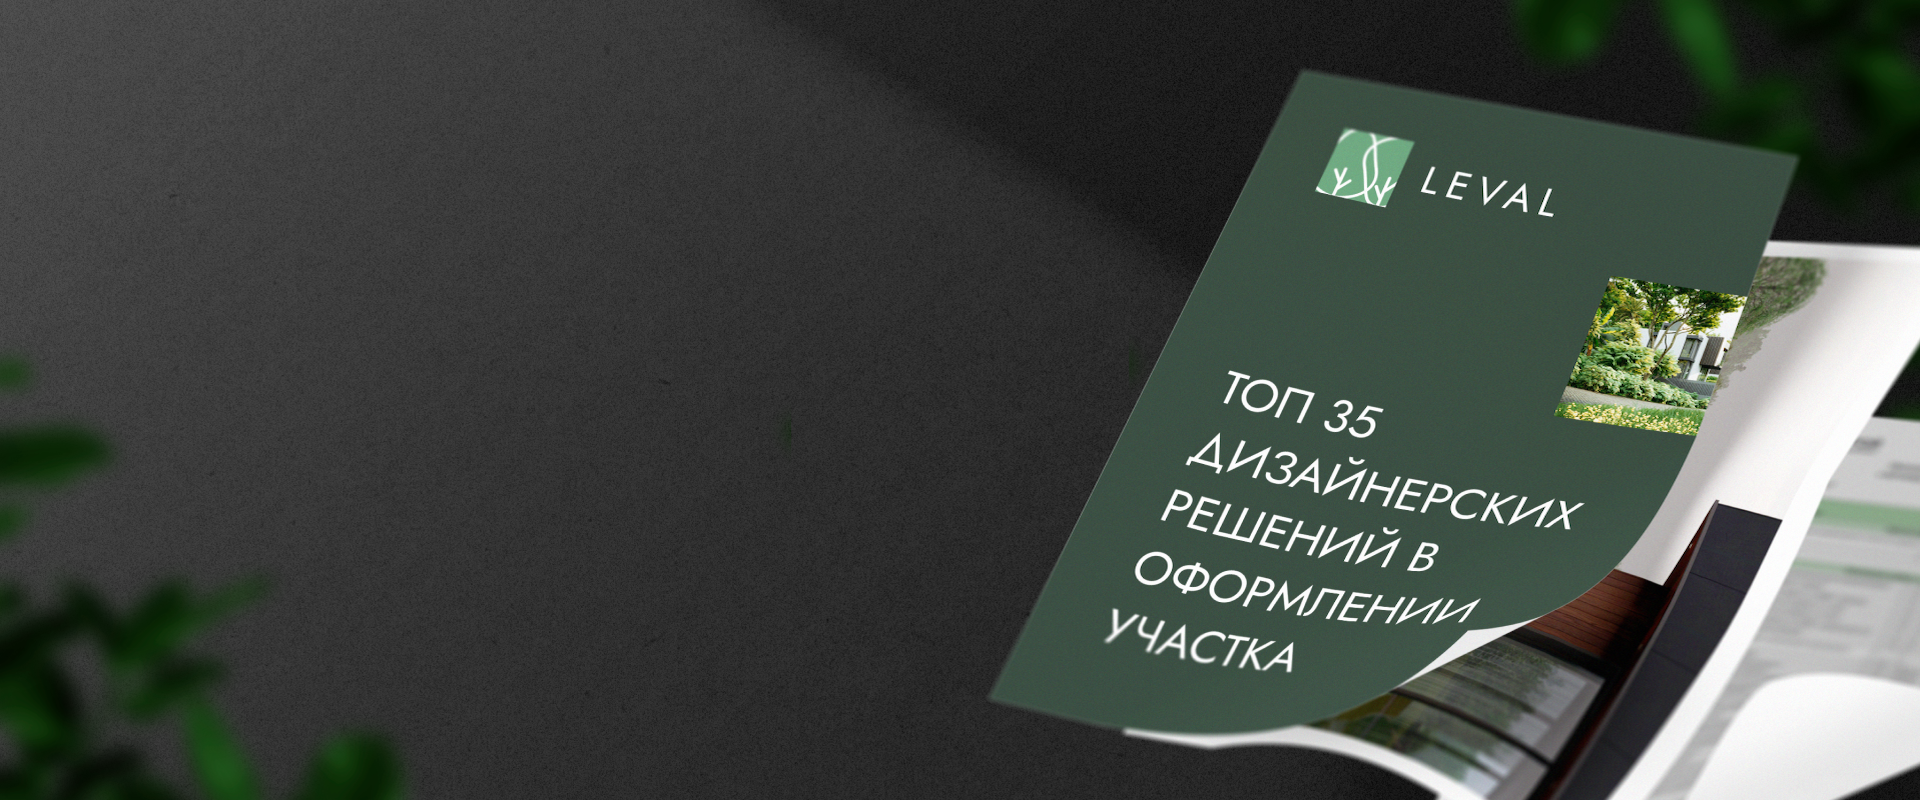 LEVAL
ТОП 35
ДИЗАЙНЕРСКИХ
РЕШЕНИЙ В
ОФОРМЛЕНИИ
УЧАСТКА